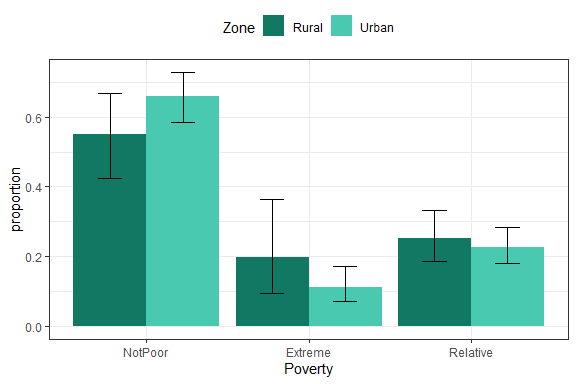 Zone Rural Urban
proportion
0.6
0.4
0.2
0.0
NotPoor Extreme Relative
Poverty